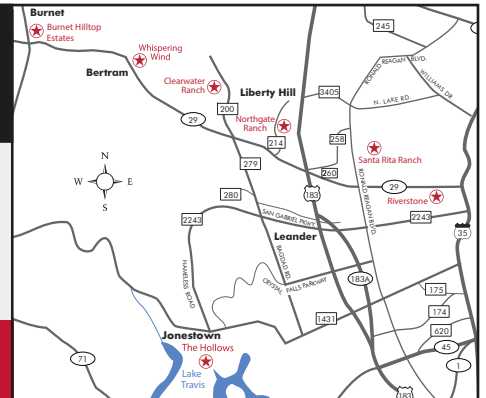 Burnet
Burnet Hilltop
Estates
245
Whispering
Wind
Bertram
RONALD REAGAN BLVD.
WILLIAMS DR
Clearwater
Ranch
Liberty Hill
3405
N. LAKE RD.
200
29
Northgate
Ranch
214
258
Santa Rita Ranch
N
W
E
S
279
260
280
183
29
RONALD REAGAN BLVD.
Riverstone
2243
SAN GABRIEL PKWY.
2243
35
Leander
BAGDAD RD.
NAMELESS ROAD
183A
CRYSTAL FALLS PARKWAY
175
174
1431
620
Jonestown
The Hollows
Lake
Travis
71
45
1
183